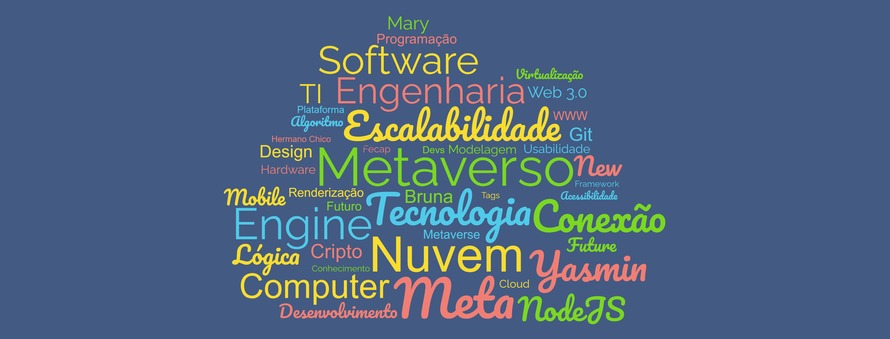 Mary
Programação
Software
Virtualização
TI Engenharia Web 3.0
Plataforma
Algoritmo Escalabilidade www
Git
Hermano Chico
Design Fecap Devs Modelagem Usabilidade
Hardware Metaverso New
Framework
Mobile Renderização Bruna Tags Acessibilidade
Futuro Tecnologia Conexão
Engine Metaverse Future
Lógica Cripto Nuvem Yasmin
Conhecimento
Computer Meta Cloud NodeJS
Desenvolvimento